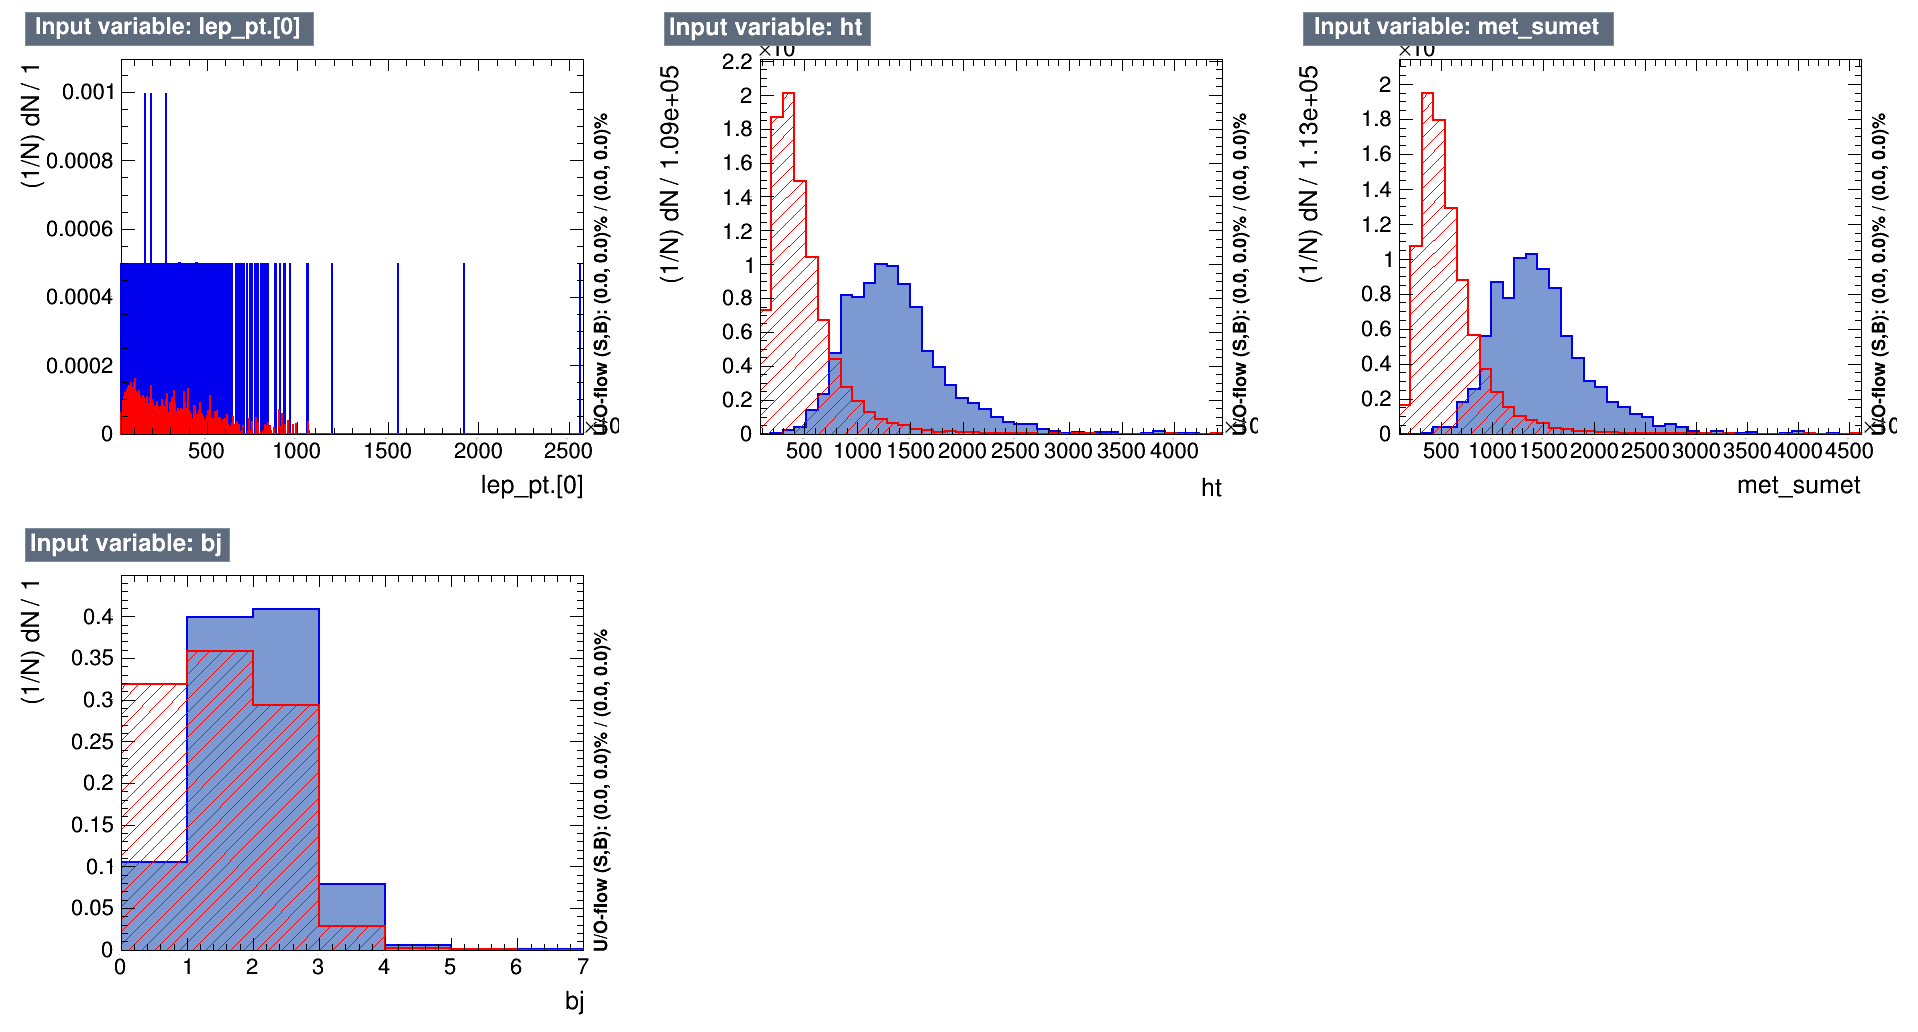 Input variable: lep_pt.[0]
(1/N) dN / 1
0.001
0.0008
0.0006
0.0004
0.0002
0
500 1000 1500 2000 2500
lep_pt.[0]
U/O-flow (S,B): (0.0, 0.0)% / (0.0, 0.0)%
Input variable: ht
×10
(1/N) dN / 1.09e+05
2.2
2
1.8
1.6
1.4
1.2
1
0.8
0.6
0.4
0.2
0
500 1000 1500 2000 2500 3000 3500 4000
ht
U/O-flow (S,B): (0.0, 0.0)% / (0.0, 0.0)%
Input variable: met_sumet
×10
(1/N) dN / 1.13e+05
2
1.8
1.6
1.4
1.2
1
0.8
0.6
0.4
0.2
0
500 1000 1500 2000 2500 3000 3500 4000 4500
met_sumet
U/O-flow (S,B): (0.0, 0.0)% / (0.0, 0.0)%
Input variable: bj
(1/N) dN / 1
0.4
0.35
0.3
0.25
0.2
0.15
0.1
0.05
0
0 1 2 3 4 5 6 7
bj
U/O-flow (S,B): (0.0, 0.0)% / (0.0, 0.0)%